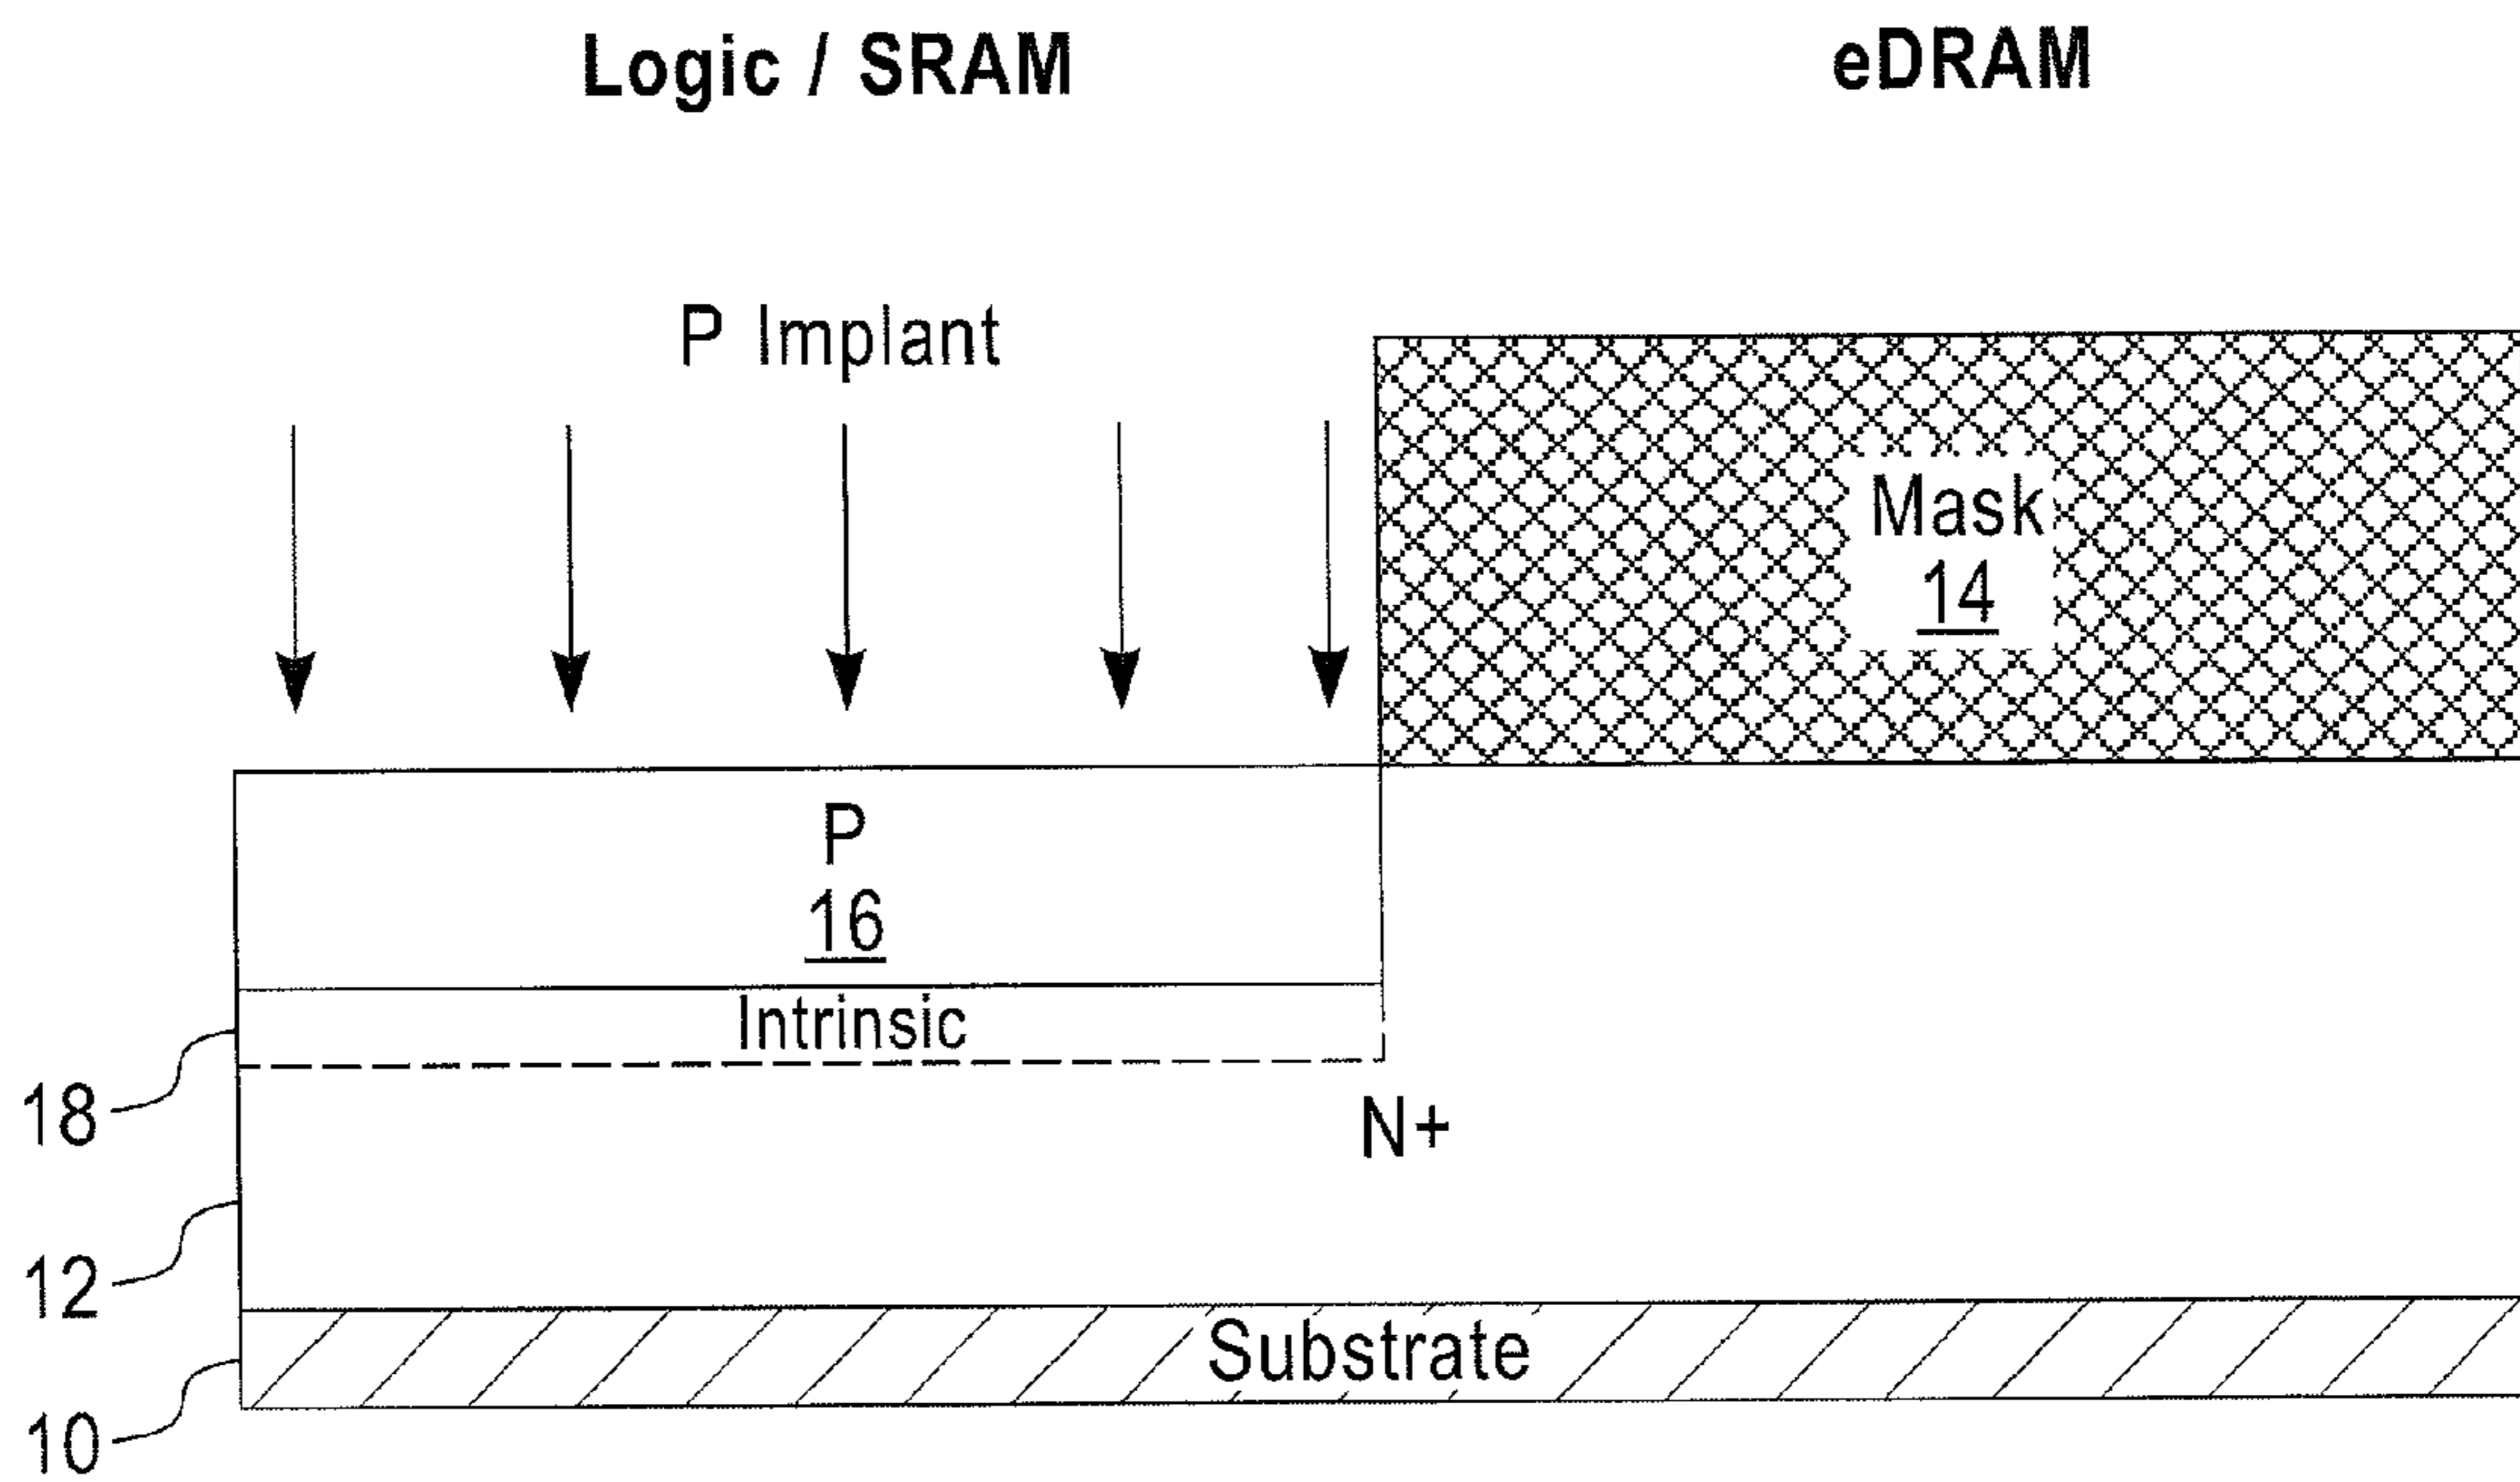 Logic / SRAM
eDRAM
P Implant
Mask
14
P
16
Intrinsic
18
N+
12
Substrate
10